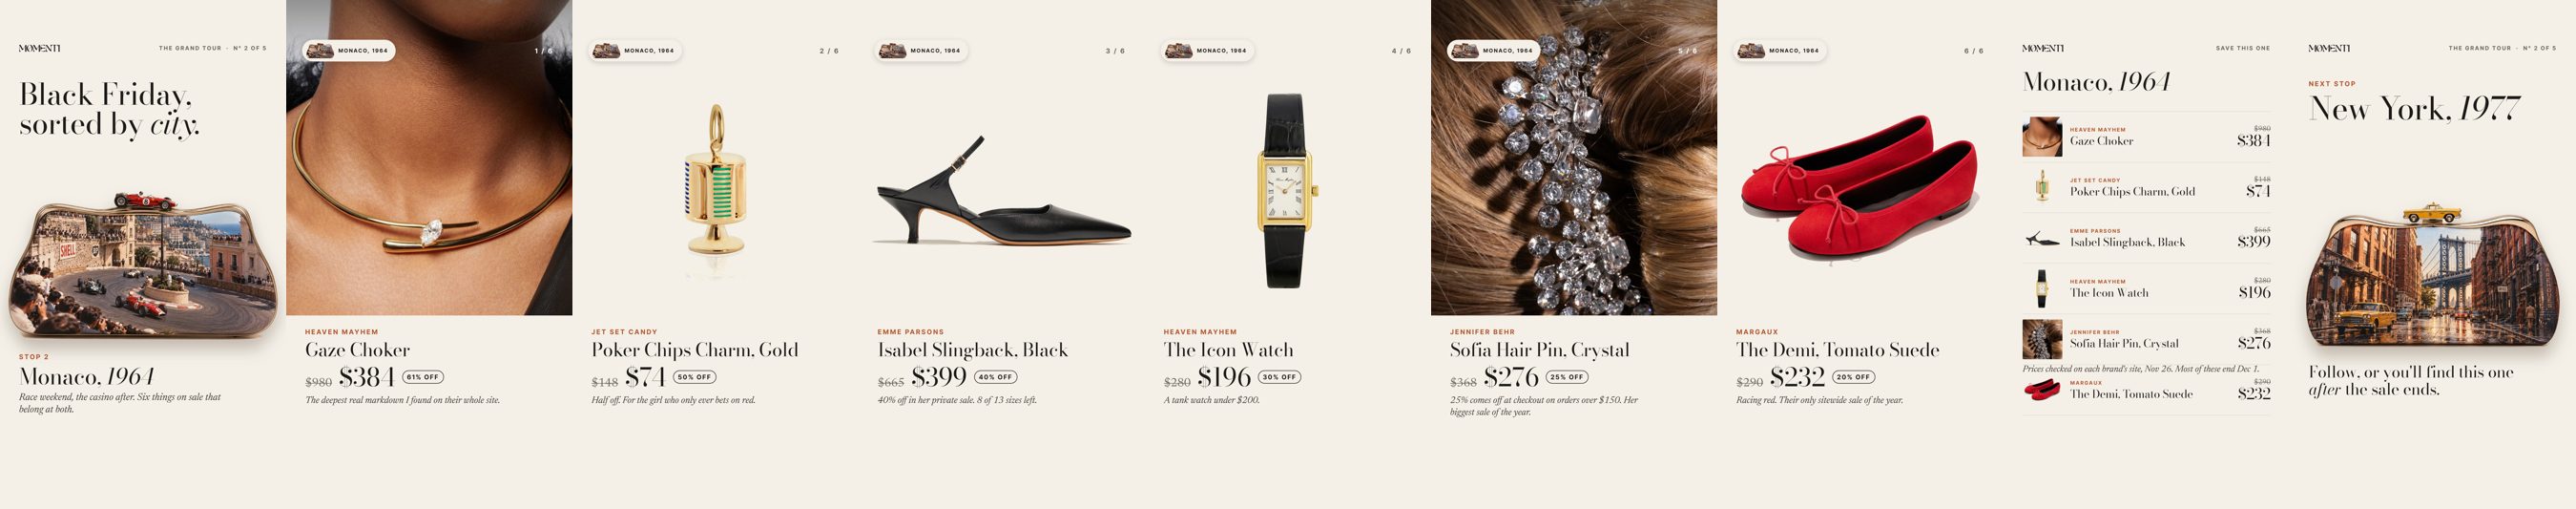 MOMENTI
THE GRAND TOUR · Nº 2 OF 5
Black Friday,
sorted by city.
SHELL
8
STOP 2
Monaco, 1964
Race weekend, the casino after. Six things on sale that
belong at both.
MONACO, 1964
1 / 6
HEAVEN MAYHEM
Gaze Choker
$980 $384 61% OFF
The deepest real markdown I found on their whole site.
MONACO, 1964
2 / 6
JET SET CANDY
Poker Chips Charm, Gold
$148 $74 50% OFF
Half off. For the girl who only ever bets on red.
MONACO, 1964
3 / 6
EMME PARSONS
Isabel Slingback, Black
$665 $399 40% OFF
40% off in her private sale. 8 of 13 sizes left.
MONACO, 1964
4 / 6
HEAVEN MAYHEM
The Icon Watch
$280 $196 30% OFF
A tank watch under $200.
MONACO, 1964
5 / 6
JENNIFER BEHR
Sofia Hair Pin, Crystal
$368 $276 25% OFF
25% comes off at checkout on orders over $150. Her
biggest sale of the year.
MONACO, 1964
6 / 6
MARGAUX
The Demi, Tomato Suede
$290 $232 20% OFF
Racing red. Their only sitewide sale of the year.
MOMENTI
SAVE THIS ONE
Monaco, 1964
HEAVEN MAYHEM
Gaze Choker
$980
$384
JET SET CANDY
Poker Chips Charm, Gold
$148
$74
EMME PARSONS
Isabel Slingback, Black
$665
$399
HEAVEN MAYHEM
The Icon Watch
$280
$196
JENNIFER BEHR
Sofia Hair Pin, Crystal
$368
$276
Prices checked on each brand's site, Nov 26. Most of these end Dec 1.
MARGAUX
The Demi, Tomato Suede
$290
$232
MOMENTI
THE GRAND TOUR · Nº 2 OF 5
NEXT STOP
New York, 1977
Follow, or you'll find this one
after the sale ends.